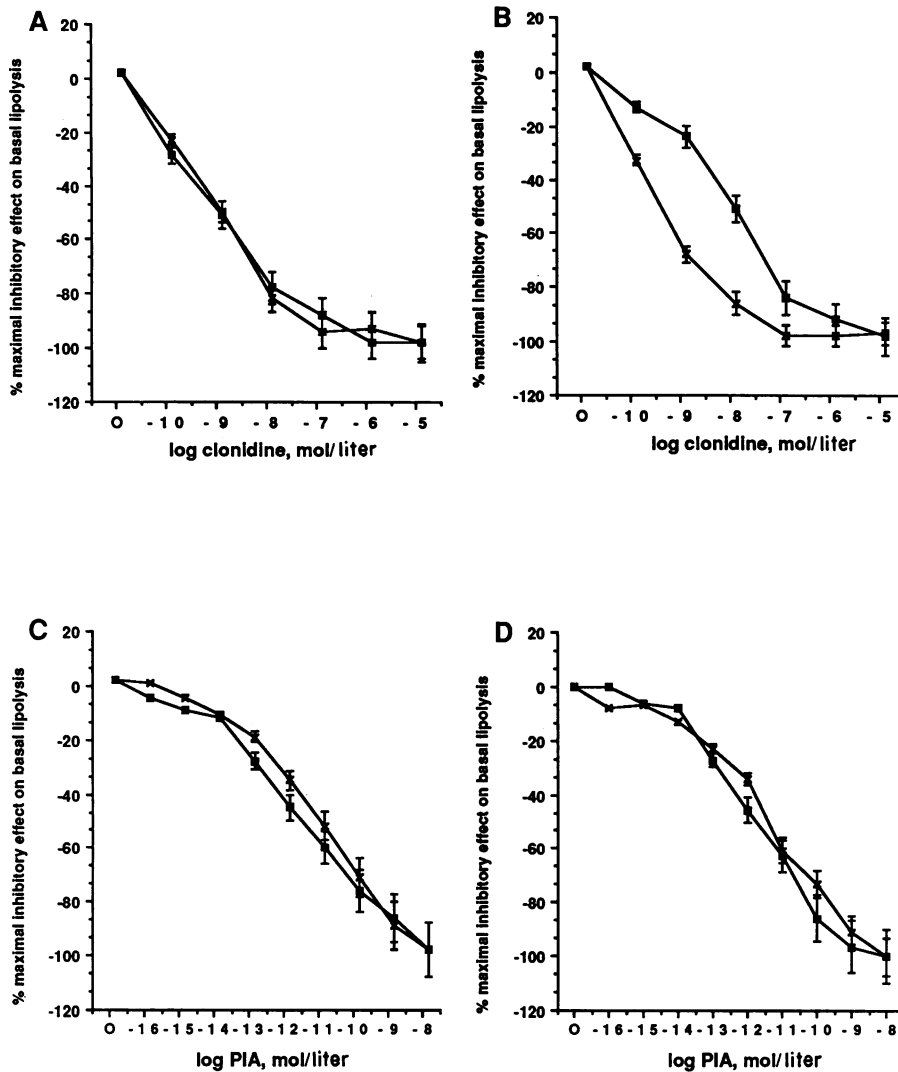 A
% maximal inhibitory effect on basal lipolysis
20
0
-20
-40
-60
-80
-100
-120
O -10 -9 -8 -7 -6 -5
log clonidine, mol/liter
B
% maximal inhibitory effect on basal lipolysis
20
0
-20
-40
-60
-80
-100
-120
O -10 -9 -8 -7 -6 -5
log clonidine, mol/liter
C
% maximal inhibitory effect on basal lipolysis
20
0
-20
-40
-60
-80
-100
-120
O -16 -15 -14 -13 -12 -11 -10 -9 -8
log PIA, mol/liter
D
% maximal inhibitory effect on basal lipolysis
20
0
-20
-40
-60
-80
-100
-120
O -16 -15 -14 -13 -12 -11 -10 -9 -8
log PIA, mol/liter